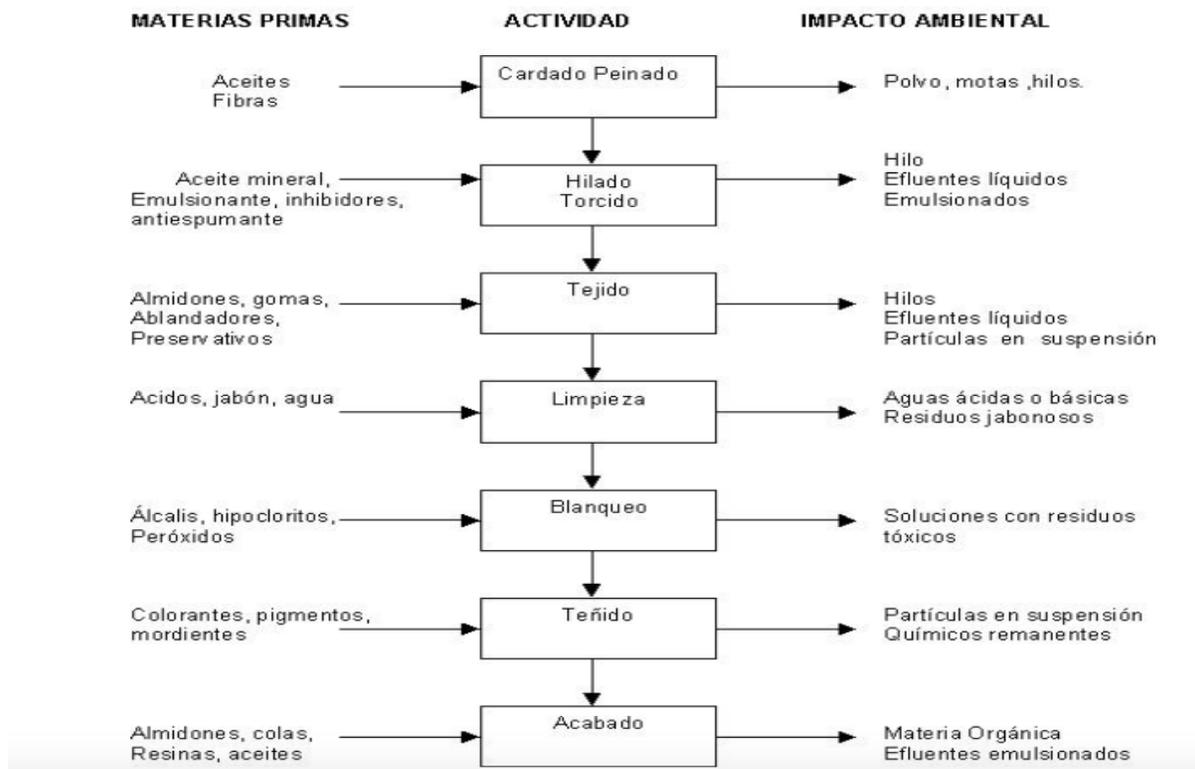 MATERIAS PRIMAS ACTIVIDAD IMPACTO AMBIENTAL
Aceites
Fibras
Cardado Peinado
Polvo, motas ,hilos.
Aceite mineral,
Emulsionante, inhibidores,
antiespumante
Hilado
Torcido
Hilo
Efluentes líquidos
Emulsionados
Almidones, gomas,
Ablandadores,
Preservativos
Tejido
Hilos
Efluentes líquidos
Partículas en suspensión
Acidos, jabón, agua
Limpieza
Aguas ácidas o básicas
Residuos jabonosos
Álcalis, hipocloritos,
Peróxidos
Blanqueo
Soluciones con residuos
tóxicos
Colorantes, pigmentos,
mordientes
Teñido
Partículas en suspensión
Químicos remanentes
Almidones, colas,
Resinas, aceites
Acabado
Materia Orgánica
Efluentes emulsionados